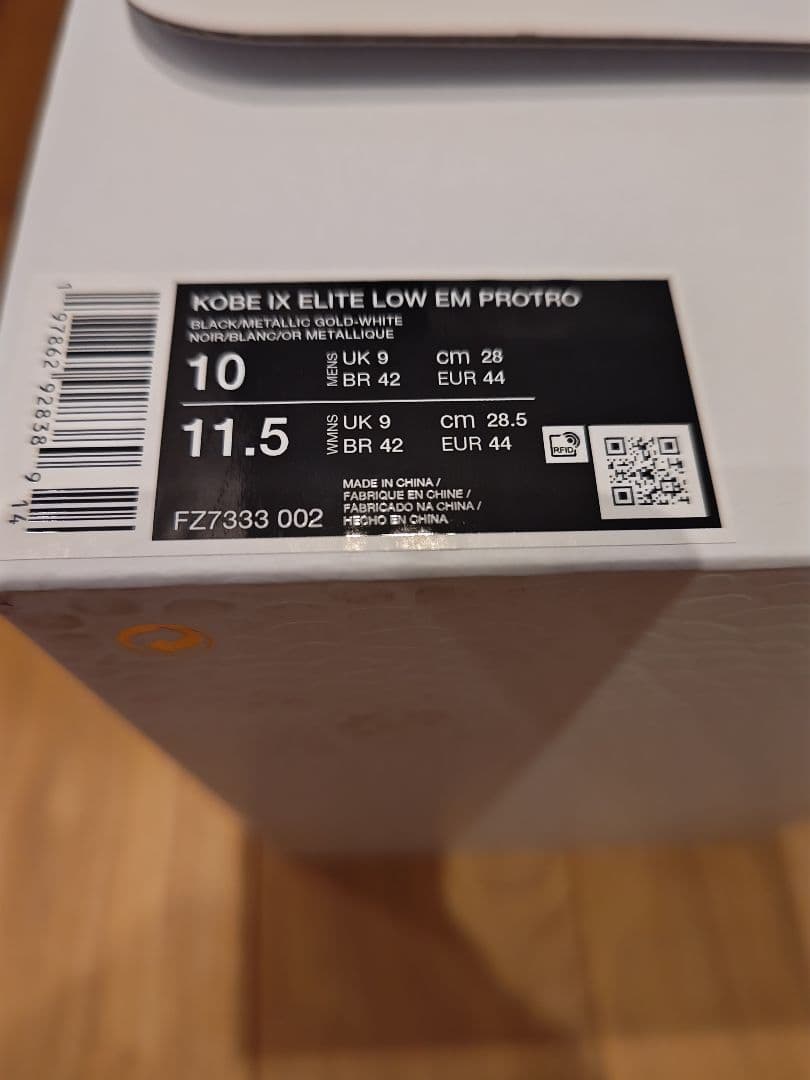 KOBE IX ELITE LOW EM PROTRO
BLACK/METALLIC GOLD-WHITE
NOIR/BLANC/OR METALLIQUE
10 MENS UK 9 cm 28
BR 42 EUR 44
11.5 WMNS UK 9 cm 28.5
BR 42 EUR 44
RFID
MADE IN CHINA /
FABRIQUE EN CHINE /
FABRICADO NA CHINA /
HECHO EN CHINA
FZ7333 002
1 97862 92838 9 14